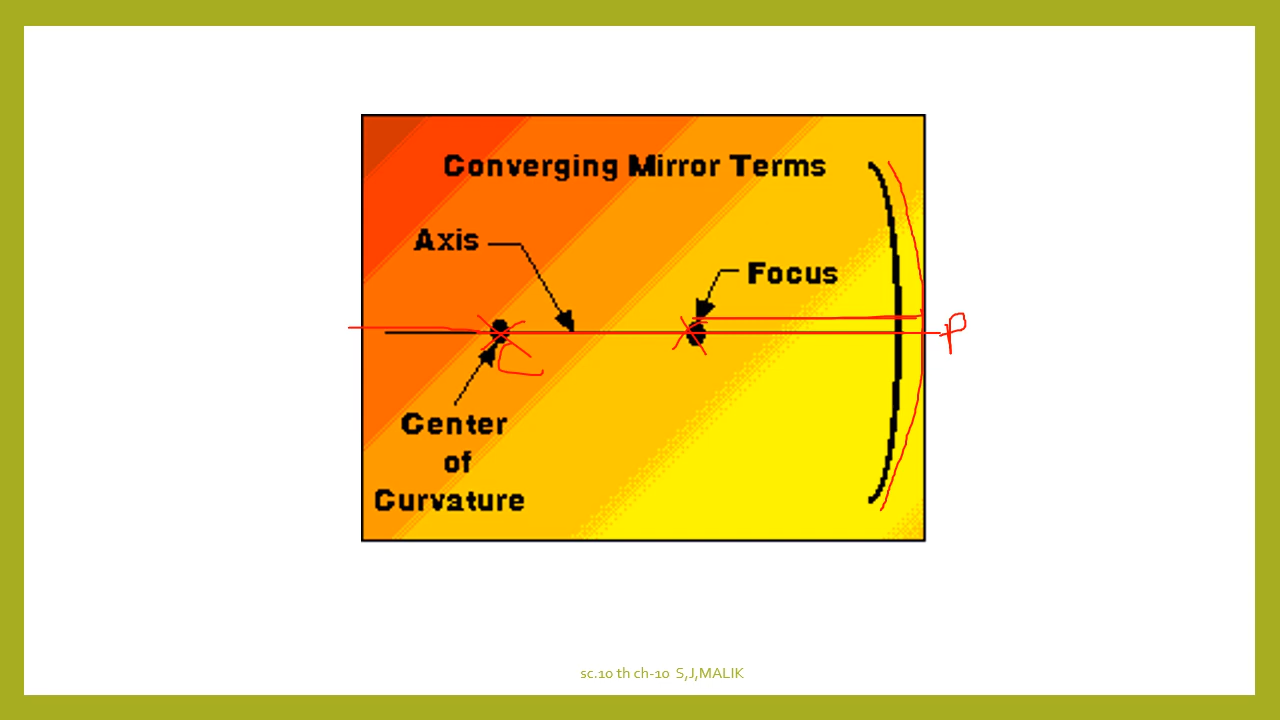 Converging Mirror Terms
Axis
Focus
P
C
Center
of
Curvature
sc.10 th ch-10 S,J,MALIK